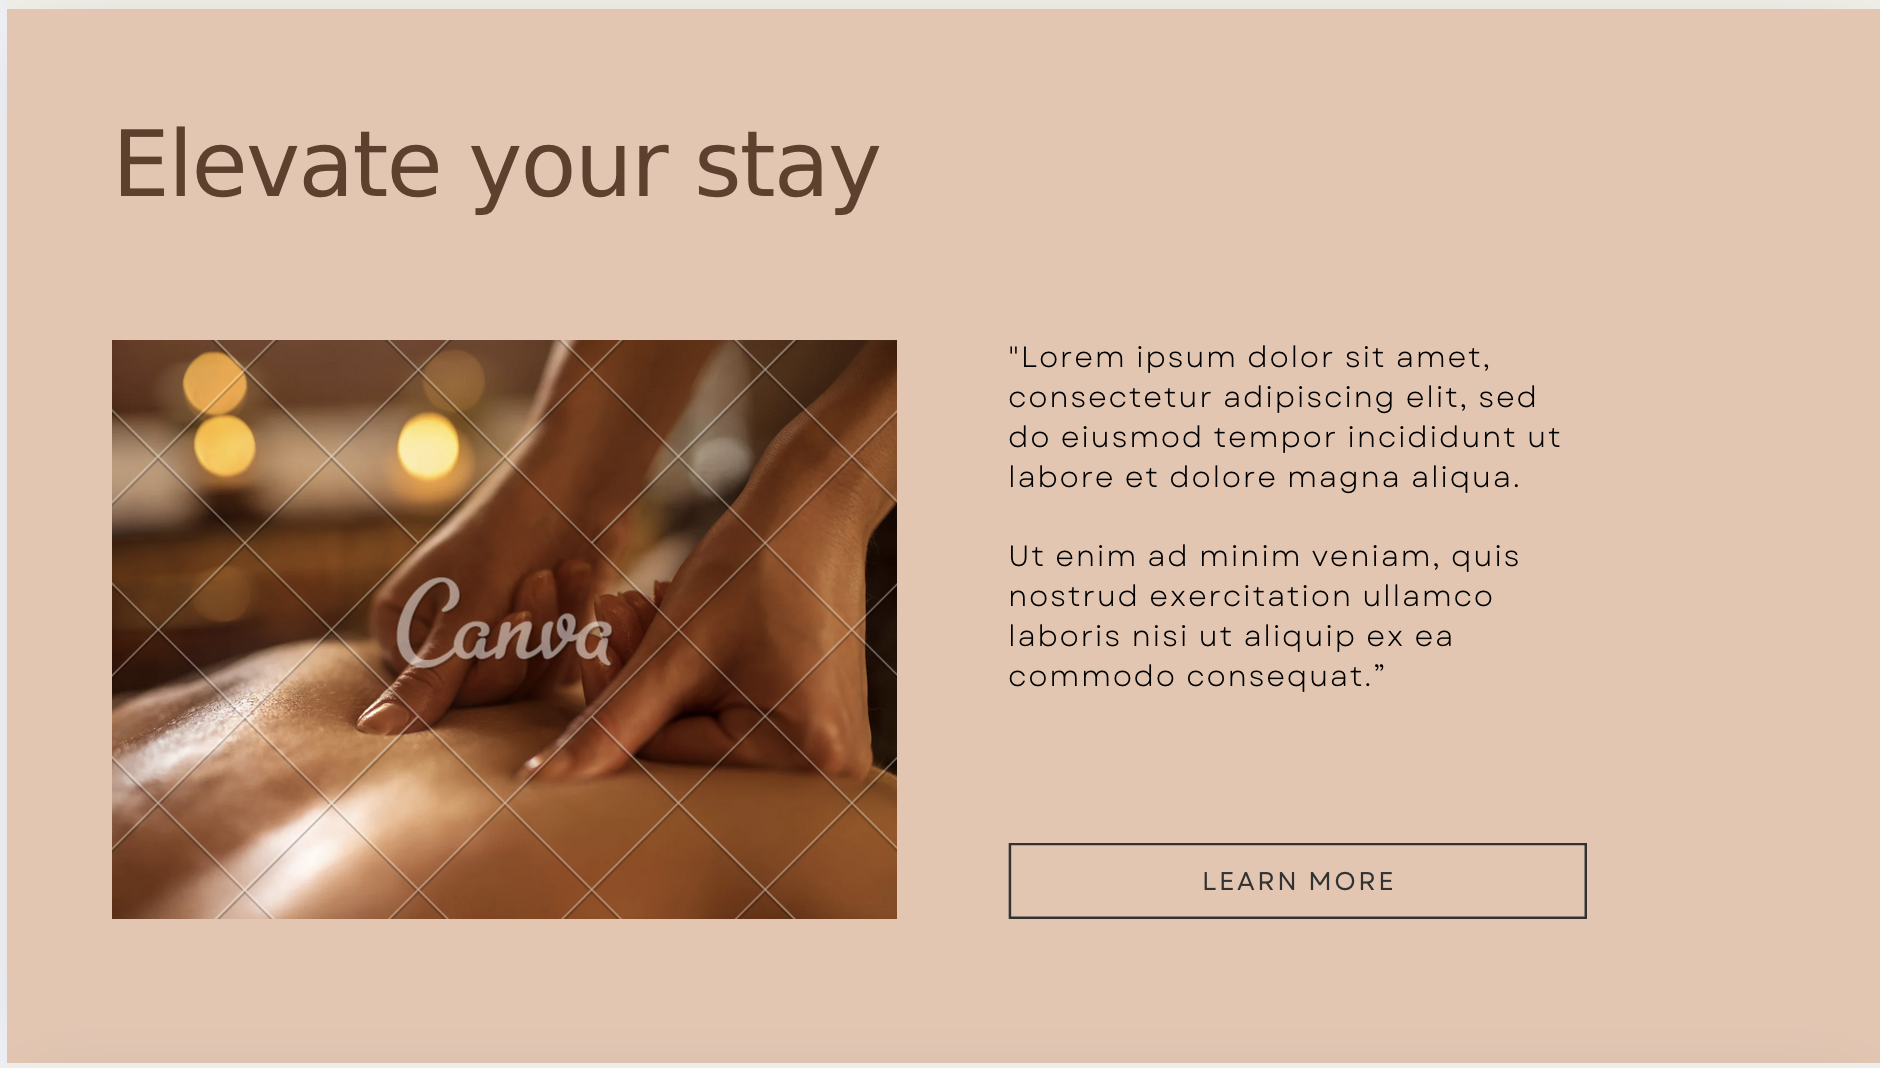 Elevate your stay
Canva
"Lorem ipsum dolor sit amet,
consectetur adipiscing elit, sed
do eiusmod tempor incididunt ut
labore et dolore magna aliqua.
Ut enim ad minim veniam, quis
nostrud exercitation ullamco
laboris nisi ut aliquip ex ea
commodo consequat.”
LEARN MORE